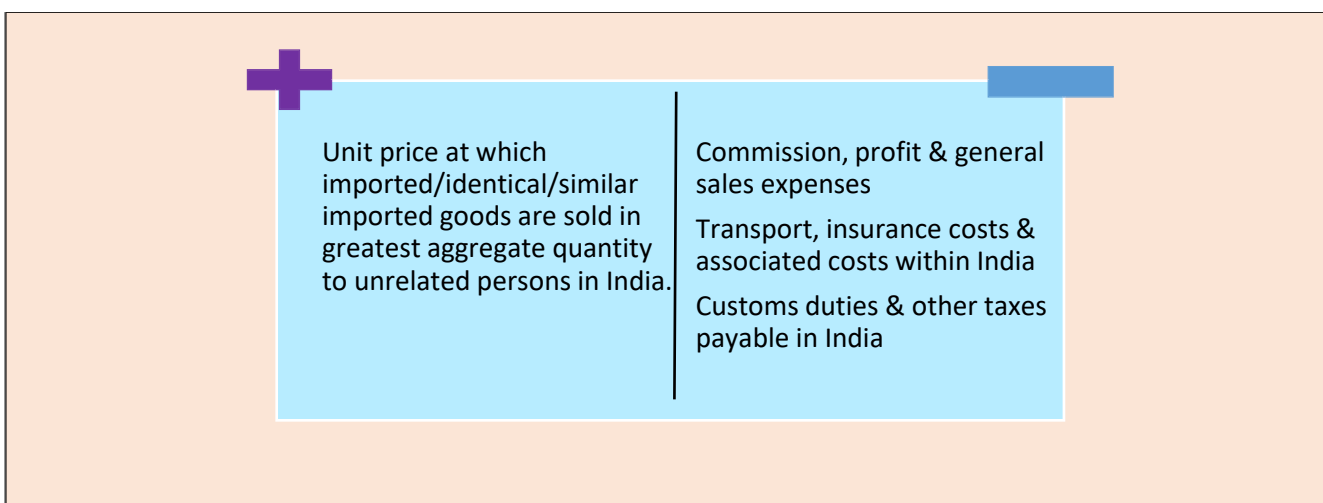 Unit price at which
imported/identical/similar
imported goods are sold in
greatest aggregate quantity
to unrelated persons in India.
Commission, profit & general
sales expenses
Transport, insurance costs &
associated costs within India
Customs duties & other taxes
payable in India